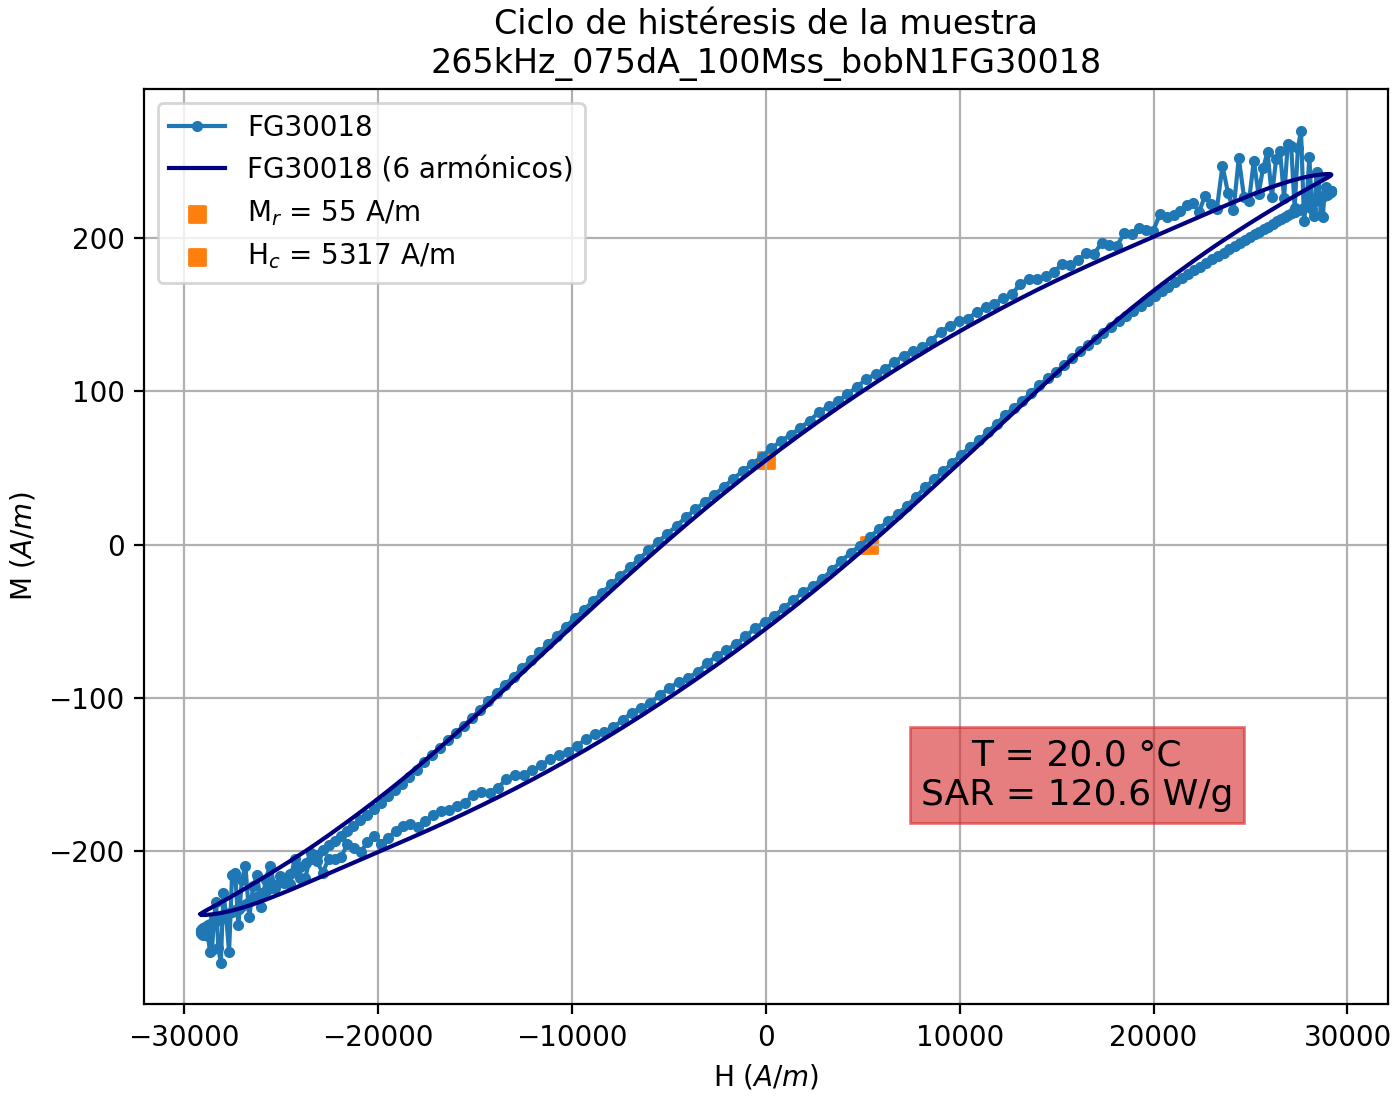 Ciclo de histéresis de la muestra
265kHz_075dA_100Mss_bobN1FG30018
FG30018
FG30018 (6 armónicos)
Mᵣ = 55 A/m
H_c = 5317 A/m
200
100
0
−100
−200
M (A/m)
T = 20.0 °C
SAR = 120.6 W/g
−30000 −20000 −10000 0 10000 20000 30000
H (A/m)